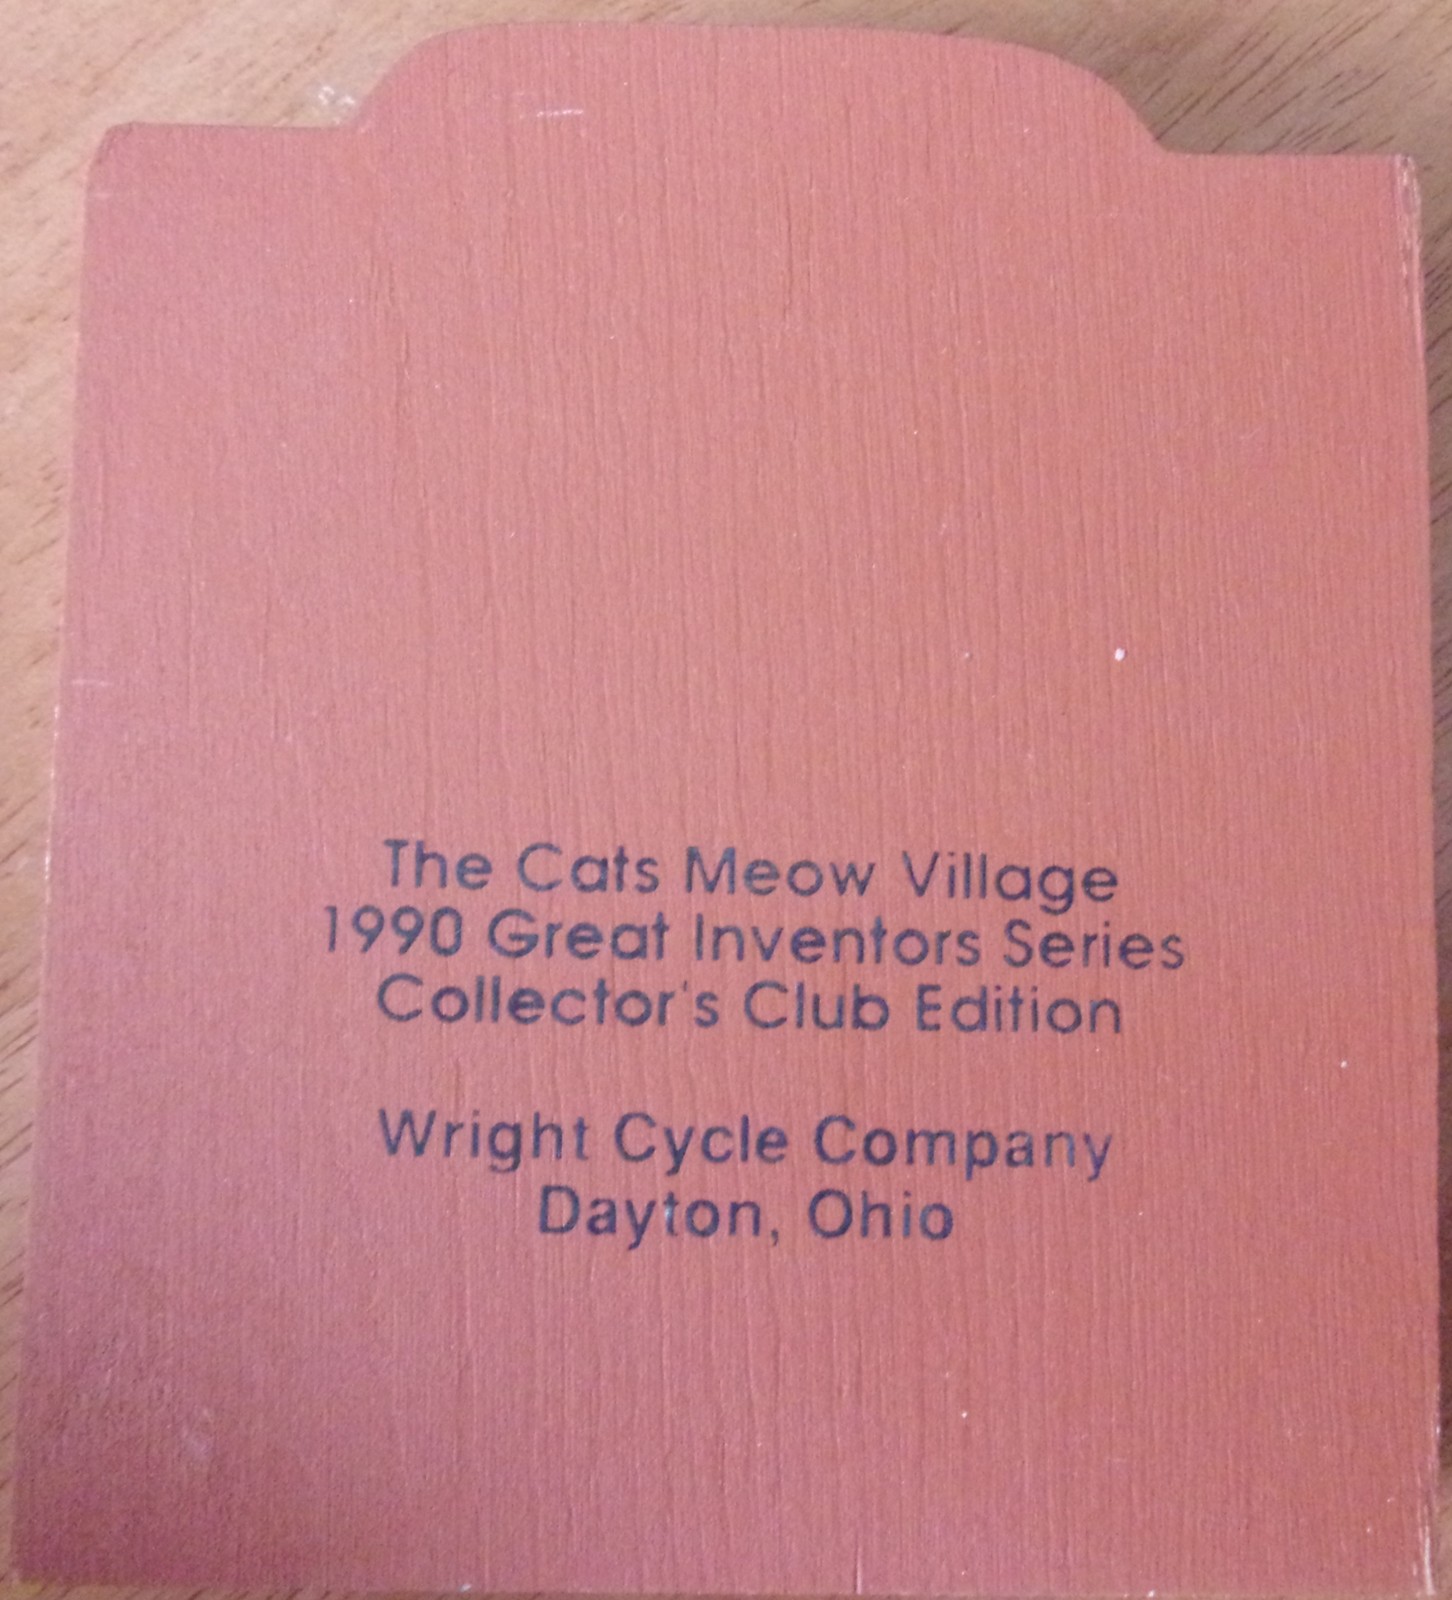 The Cats Meow Village
1990 Great Inventors Series
Collector's Club Edition
Wright Cycle Company
Dayton, Ohio